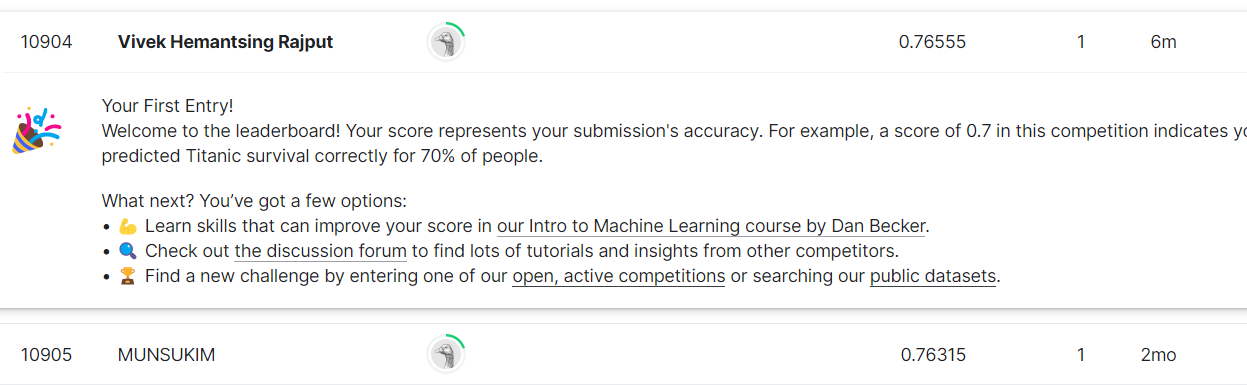 10904 Vivek Hemantsing Rajput 0.76555 1 6m
Your First Entry!
Welcome to the leaderboard! Your score represents your submission's accuracy. For example, a score of 0.7 in this competition indicates
predicted Titanic survival correctly for 70% of people.
What next? You’ve got a few options:
• 💪 Learn skills that can improve your score in our Intro to Machine Learning course by Dan Becker.
• 🔍 Check out the discussion forum to find lots of tutorials and insights from other competitors.
• 🏆 Find a new challenge by entering one of our open, active competitions or searching our public datasets.
10905 MUNSUKIM 0.76315 1 2mo